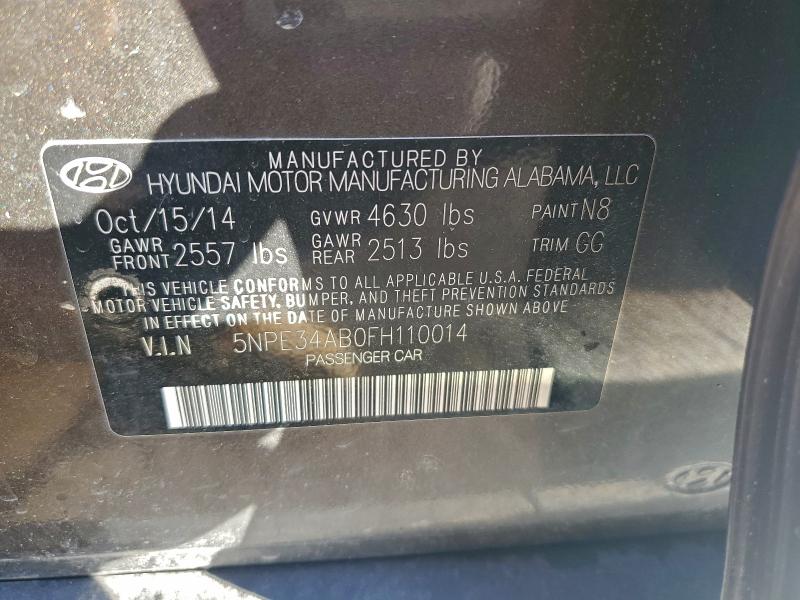 MANUFACTURED BY
HYUNDAI MOTOR MANUFACTURING ALABAMA, LLC
Oct/15/14 GVWR 4630 lbs PAINT N8
GAWR FRONT 2557 lbs GAWR REAR 2513 lbs TRIM GG
THIS VEHICLE CONFORMS TO ALL APPLICABLE U.S.A. FEDERAL
MOTOR VEHICLE SAFETY, BUMPER, AND THEFT PREVENTION STANDARDS
IN EFFECT ON THE DATE OF MANUFACTURE SHOWN ABOVE
V.I.N 5NPE34AB0FH110014
PASSENGER CAR